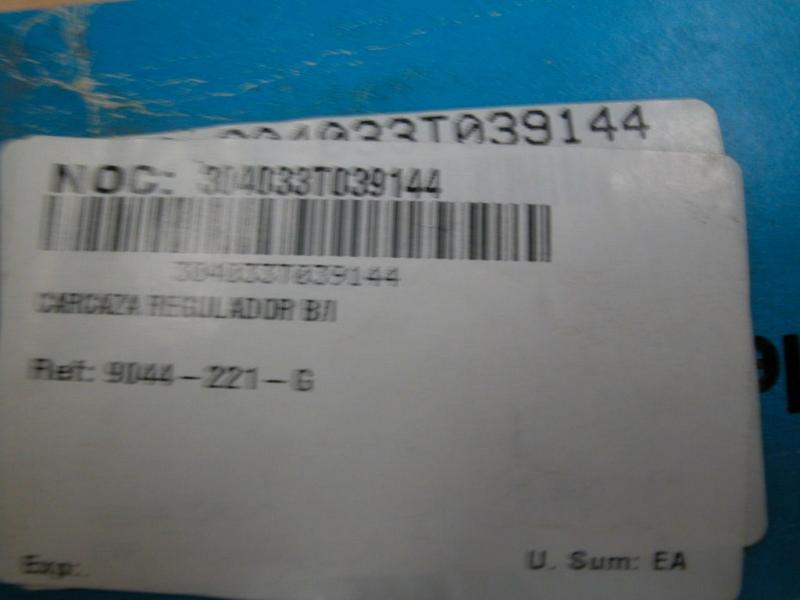 304033T039144
NOC: 304033T039144
304033T039144
CARCAZA REGULADOR B/I
Ref: 9044-221-G
Exp:.
U. Sum: EA